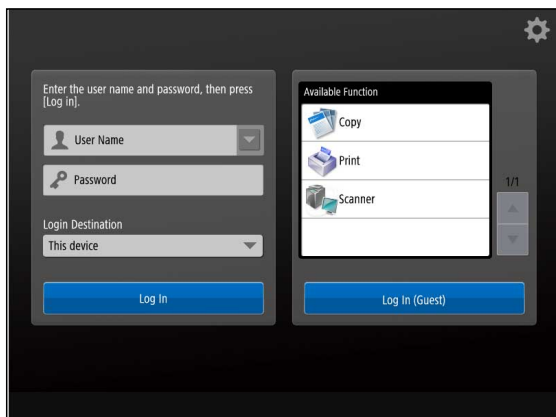 Enter the user name and password, then press
[Log in].
User Name
Password
Login Destination
This device
Log In
Available Function
Copy
Print
Scanner
1/1
Log In (Guest)